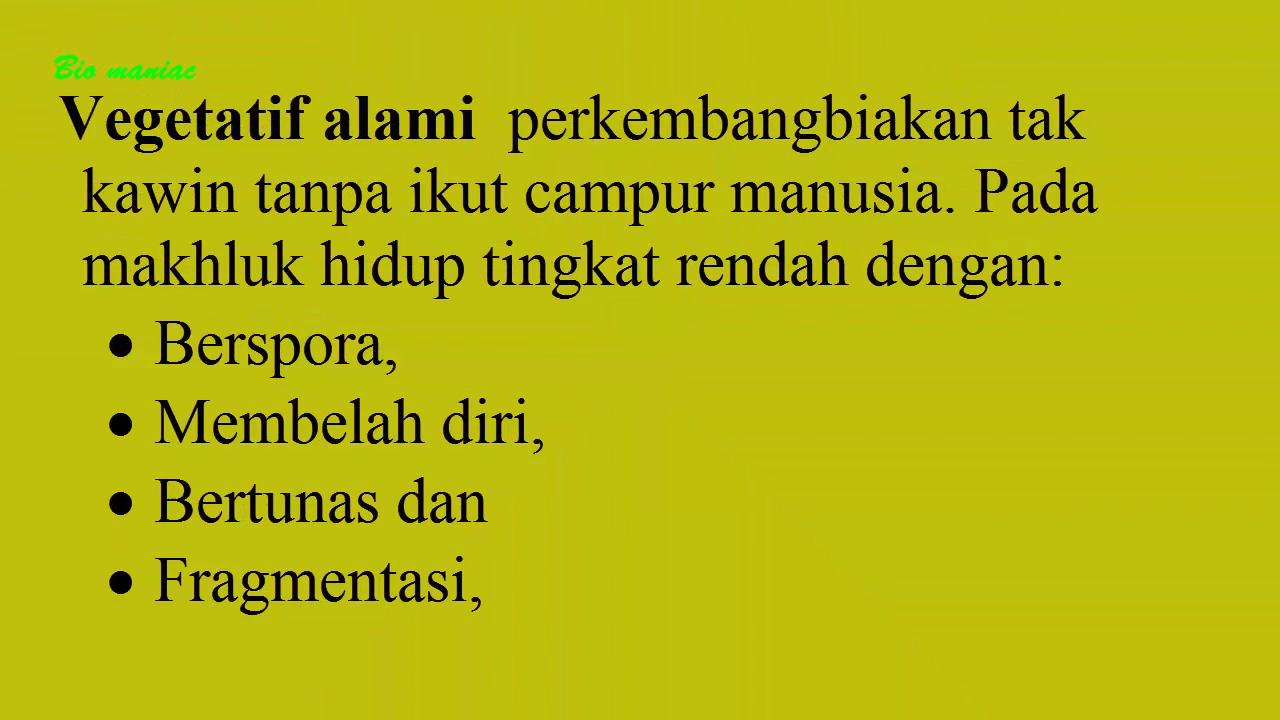 Bio maniac
Vegetatif alami perkembangbiakan tak
kawin tanpa ikut campur manusia. Pada
makhluk hidup tingkat rendah dengan:
• Berspora,
• Membelah diri,
• Bertunas dan
• Fragmentasi,